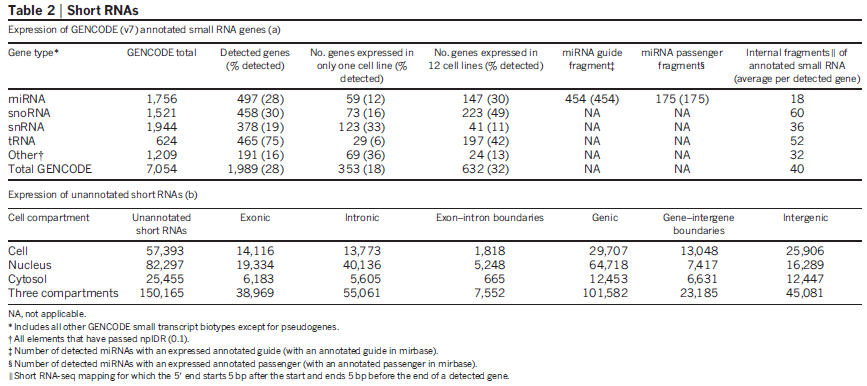 Table 2 | Short RNAs
Expression of GENCODE (v7) annotated small RNA genes (a)
Gene type* GENCODE total Detected genes (% detected) No. genes expressed in only one cell line (% detected) No. genes expressed in 12 cell lines (% detected) miRNA guide fragment‡ miRNA passenger fragment§ Internal fragments|| of annotated small RNA (average per detected gene)
miRNA 1,756 497 (28) 59 (12) 147 (30) 454 (454) 175 (175) 18
snoRNA 1,521 458 (30) 73 (16) 223 (49) NA NA 60
snRNA 1,944 378 (19) 123 (33) 41 (11) NA NA 36
tRNA 624 465 (75) 29 (6) 197 (42) NA NA 52
Other† 1,209 191 (16) 69 (36) 24 (13) NA NA 32
Total GENCODE 7,054 1,989 (28) 353 (18) 632 (32) NA NA 40
Expression of unannotated short RNAs (b)
Cell compartment Unannotated short RNAs Exonic Intronic Exon–intron boundaries Genic Gene–intergene boundaries Intergenic
Cell 57,393 14,116 13,773 1,818 29,707 13,048 25,906
Nucleus 82,297 19,334 40,136 5,248 64,718 7,417 16,289
Cytosol 25,455 6,183 5,605 665 12,453 6,631 12,447
Three compartments 150,165 38,969 55,061 7,552 101,582 23,185 45,081
NA, not applicable.
* Includes all other GENCODE small transcript biotypes except for pseudogenes.
† All elements that have passed npIDR (0.1).
‡ Number of detected miRNAs with an expressed annotated guide (with an annotated guide in mirbase).
§ Number of detected miRNAs with an expressed annotated passenger (with an annotated passenger in mirbase).
|| Short RNA-seq mapping for which the 5′ end starts 5 bp after the start and ends 5 bp before the end of a detected gene.